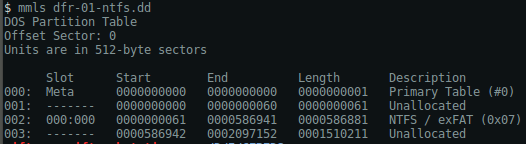 $ mmls dfr-01-ntfs.dd
DOS Partition Table
Offset Sector: 0
Units are in 512-byte sectors
Slot Start End Length Description
000: Meta 0000000000 0000000000 0000000001 Primary Table (#0)
001: ------- 0000000000 0000000060 0000000061 Unallocated
002: 000:000 0000000061 0000586941 0000586881 NTFS / exFAT (0x07)
003: ------- 0000586942 0002097152 0001510211 Unallocated